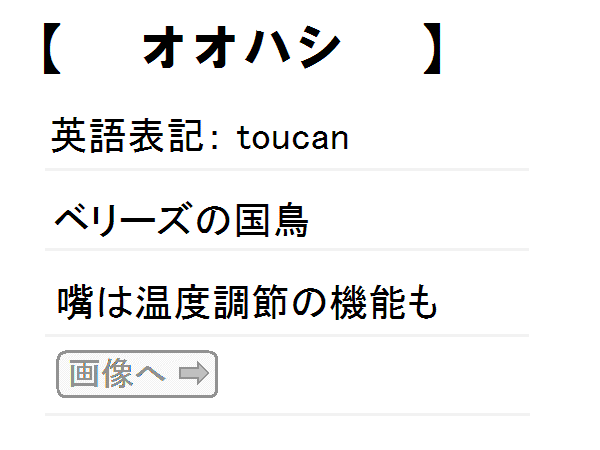 【 オオハシ 】
英語表記： toucan
ベリーズの国鳥
嘴は温度調節の機能も
画像へ ⇨